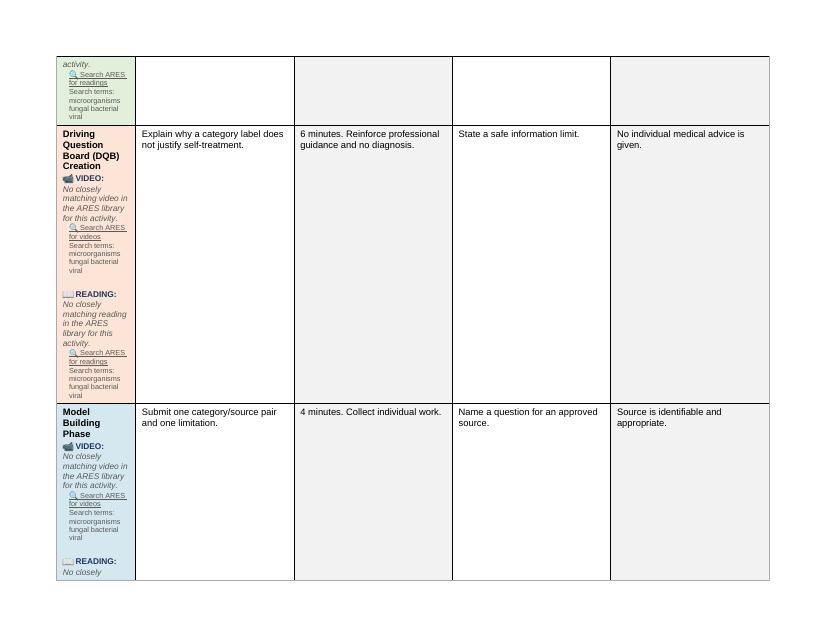 activity.
🔍 Search ARES
for readings
Search terms:
microorganisms
fungal bacterial
viral
Driving
Question
Board (DQB)
Creation
📹 VIDEO:
No closely
matching video in
the ARES library
for this activity.
🔍 Search ARES
for videos
Search terms:
microorganisms
fungal bacterial
viral
📖 READING:
No closely
matching reading
in the ARES
library for this
activity.
🔍 Search ARES
for readings
Search terms:
microorganisms
fungal bacterial
viral
Explain why a category label does
not justify self-treatment.
6 minutes. Reinforce professional
guidance and no diagnosis.
State a safe information limit.
No individual medical advice is
given.
Model
Building
Phase
📹 VIDEO:
No closely
matching video in
the ARES library
for this activity.
🔍 Search ARES
for videos
Search terms:
microorganisms
fungal bacterial
viral
📖 READING:
No closely
Submit one category/source pair
and one limitation.
4 minutes. Collect individual work.
Name a question for an approved
source.
Source is identifiable and
appropriate.